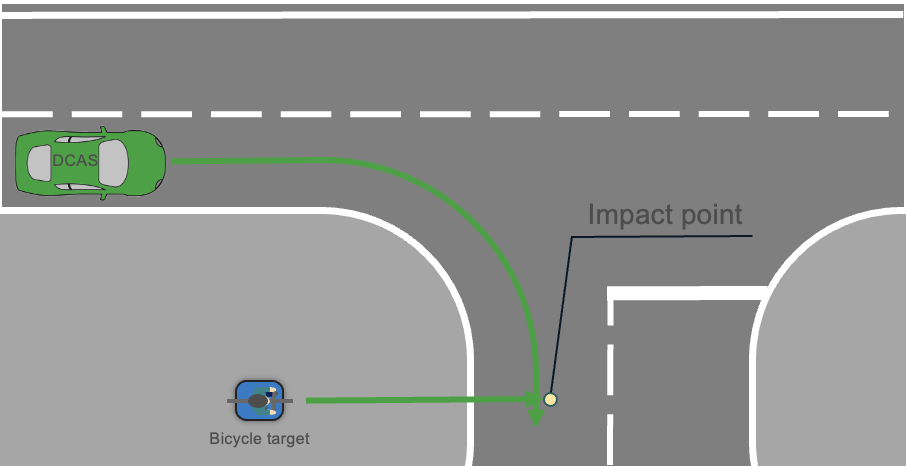 DCAS
Impact point
Bicycle target